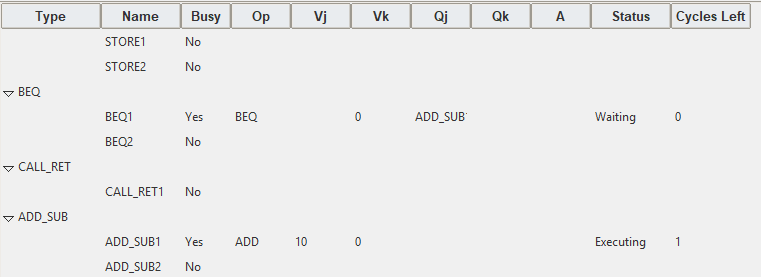 Type Name Busy Op Vj Vk Qj Qk A Status Cycles Left
STORE1 No
STORE2 No
BEQ
BEQ1 Yes BEQ 0 ADD_SUB Waiting 0
BEQ2 No
CALL_RET
CALL_RET1 No
ADD_SUB
ADD_SUB1 Yes ADD 10 0 Executing 1
ADD_SUB2 No